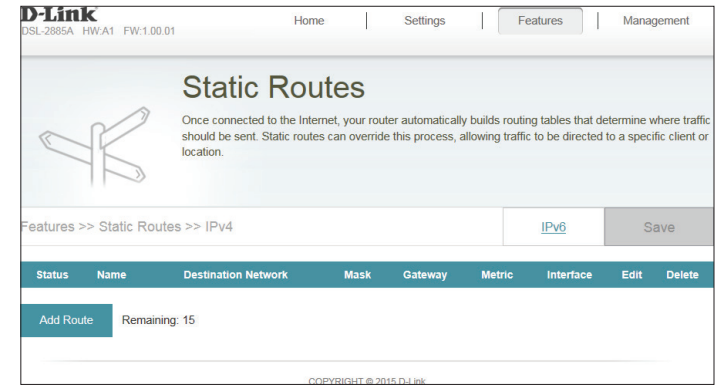 D-Link
DSL-2885A HW:A1 FW:1.00.01
Home | Settings | Features | Management
Static Routes
Once connected to the Internet, your router automatically builds routing tables that determine where traffic
should be sent. Static routes can override this process, allowing traffic to be directed to a specific client or
location.
Features >> Static Routes >> IPv4 IPv6 Save
Status Name Destination Network Mask Gateway Metric Interface Edit Delete
Add Route Remaining: 15
COPYRIGHT © 2015 D-Link